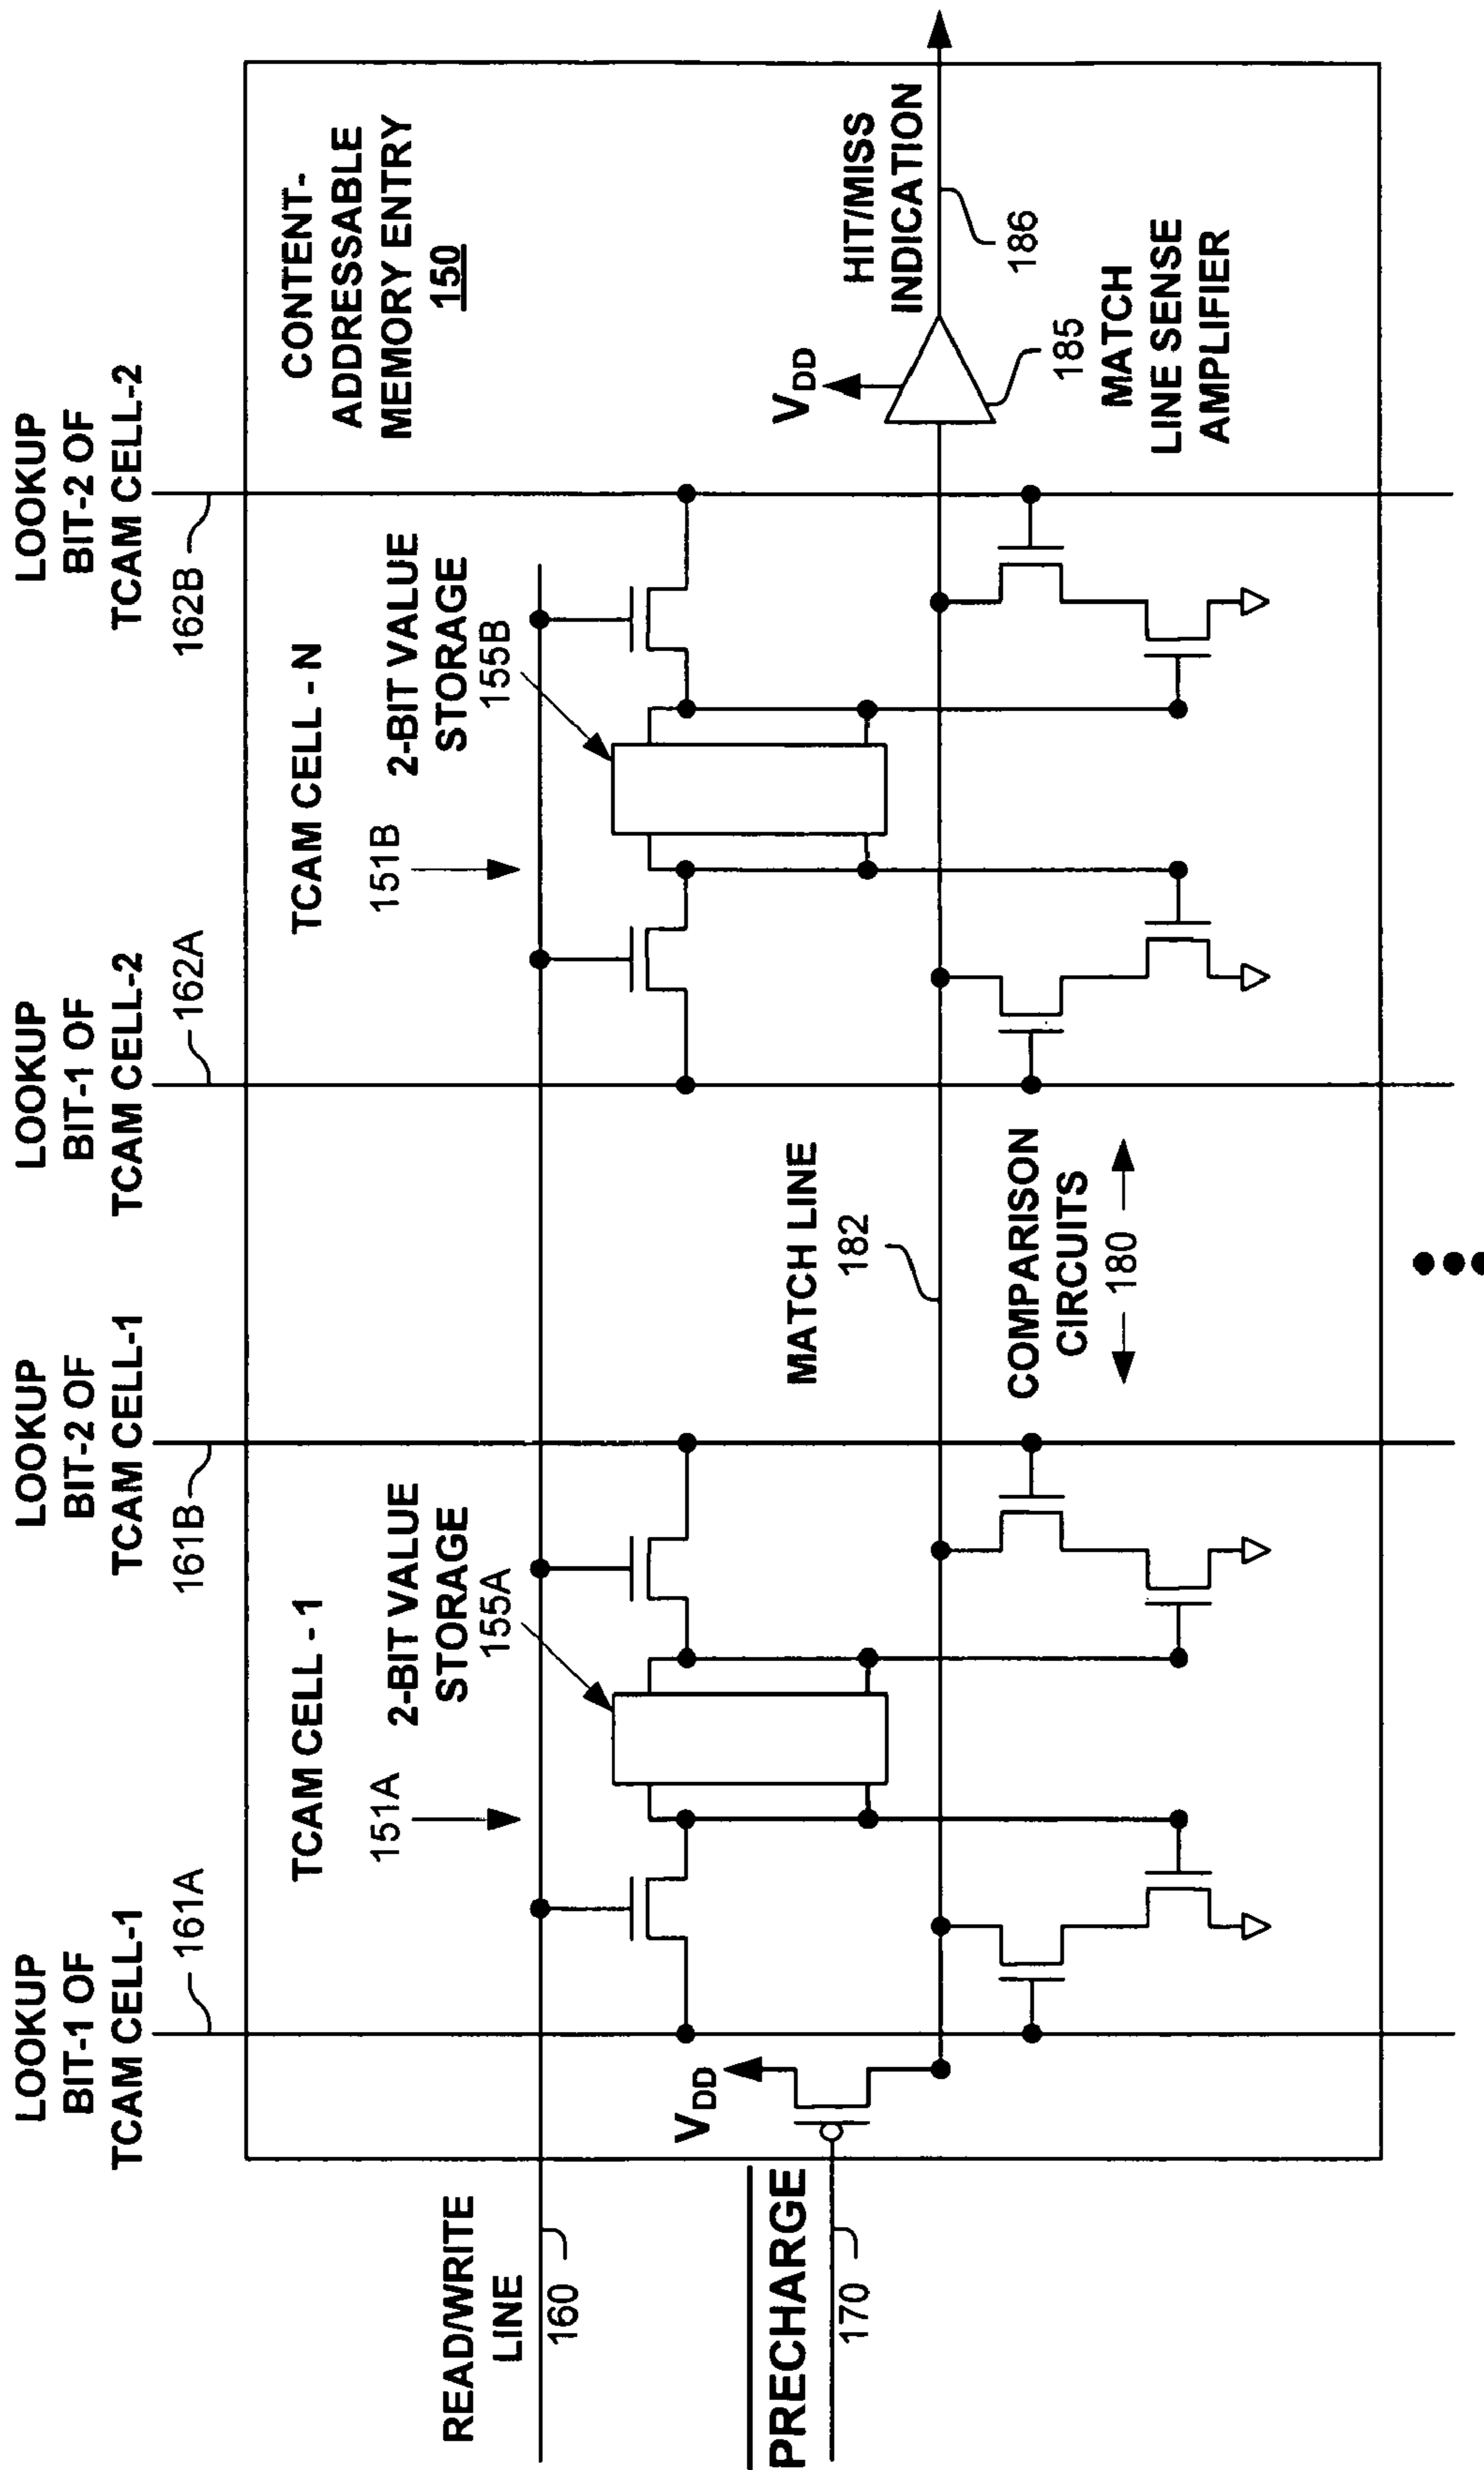 LOOKUP
BIT-1 OF
TCAM CELL-1
161A
LOOKUP
BIT-2 OF
TCAM CELL-1
161B
LOOKUP
BIT-1 OF
TCAM CELL-2
162A
LOOKUP
BIT-2 OF
TCAM CELL-2
162B
TCAM CELL - 1
151A
2-BIT VALUE
STORAGE
155A
TCAM CELL - N
151B
2-BIT VALUE
STORAGE
155B
CONTENT-
ADDRESSABLE
MEMORY ENTRY
150
READ/WRITE
LINE
160
PRECHARGE
170
VDD
MATCH LINE
182
COMPARISON
CIRCUITS
180
VDD
HIT/MISS
INDICATION
186
185
MATCH
LINE SENSE
AMPLIFIER